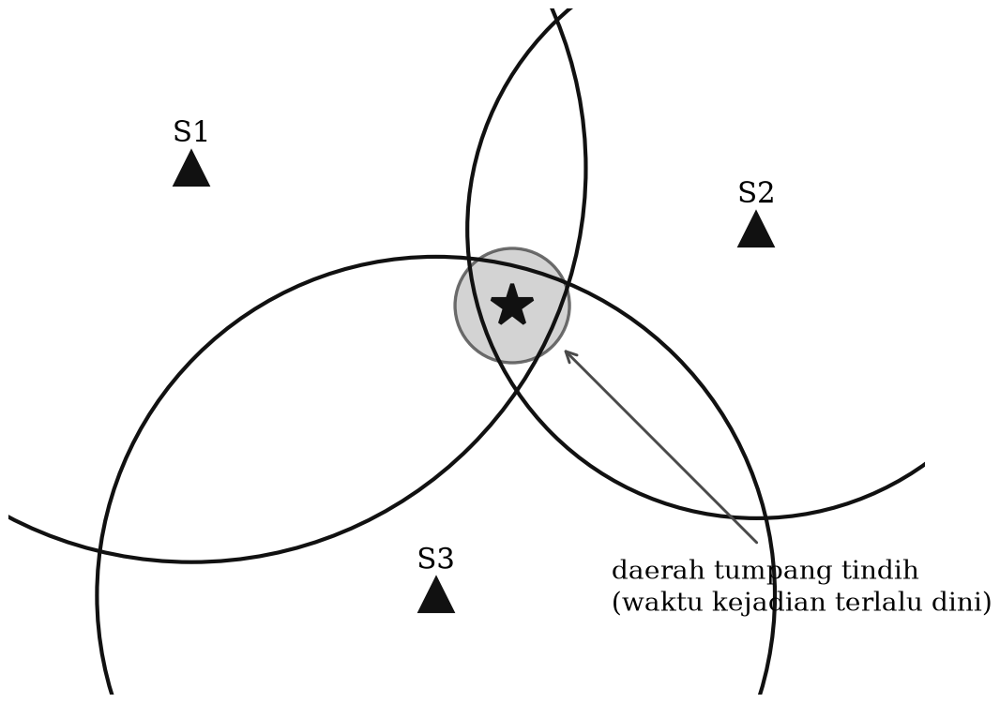 S1
S2
S3
daerah tumpang tindih
(waktu kejadian terlalu dini)